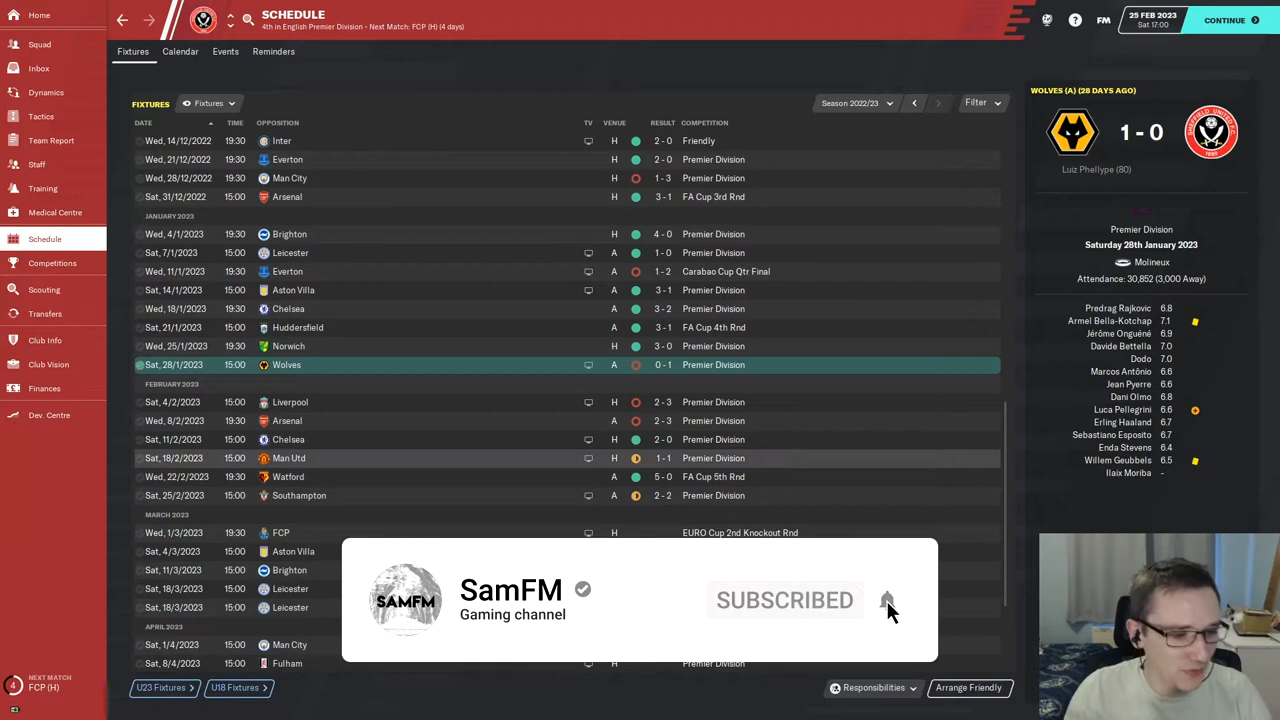 Home
Squad
Inbox
Dynamics
Tactics
Team Report
Staff
Training
Medical Centre
Schedule
Competitions
Scouting
Transfers
Club Info
Club Vision
Finances
Dev. Centre
4
NEXT MATCH
FCP (H)
SCHEDULE
4th in English Premier Division - Next Match: FCP (H) (4 days)
FM
25 FEB 2023
Sat 17:00
CONTINUE
Fixtures Calendar Events Reminders
FIXTURES Fixtures Season 2022/23 Filter
DATE TIME OPPOSITION TV VENUE RESULT COMPETITION
Wed, 14/12/2022 19:30 Inter H 2 - 0 Friendly
Wed, 21/12/2022 19:30 Everton H 2 - 0 Premier Division
Wed, 28/12/2022 19:30 Man City H 1 - 3 Premier Division
Sat, 31/12/2022 15:00 Arsenal H 3 - 1 FA Cup 3rd Rnd
JANUARY 2023
Wed, 4/1/2023 19:30 Brighton H 4 - 0 Premier Division
Sat, 7/1/2023 15:00 Leicester A 1 - 0 Premier Division
Wed, 11/1/2023 19:30 Everton A 1 - 2 Carabao Cup Qtr Final
Sat, 14/1/2023 15:00 Aston Villa A 3 - 1 Premier Division
Wed, 18/1/2023 19:30 Chelsea A 3 - 2 Premier Division
Sat, 21/1/2023 15:00 Huddersfield A 3 - 1 FA Cup 4th Rnd
Wed, 25/1/2023 19:30 Norwich H 3 - 0 Premier Division
Sat, 28/1/2023 15:00 Wolves A 0 - 1 Premier Division
FEBRUARY 2023
Sat, 4/2/2023 15:00 Liverpool H 2 - 3 Premier Division
Wed, 8/2/2023 19:30 Arsenal A 2 - 3 Premier Division
Sat, 11/2/2023 15:00 Chelsea H 2 - 0 Premier Division
Sat, 18/2/2023 15:00 Man Utd H 1 - 1 Premier Division
Wed, 22/2/2023 19:30 Watford A 5 - 0 FA Cup 5th Rnd
Sat, 25/2/2023 15:00 Southampton A 2 - 2 Premier Division
MARCH 2023
Wed, 1/3/2023 19:30 FCP H EURO Cup 2nd Knockout Rnd
Sat, 4/3/2023 15:00 Aston Villa
Sat, 11/3/2023 15:00 Brighton
Sat, 18/3/2023 15:00 Leicester
Sat, 18/3/2023 15:00 Leicester
APRIL 2023
Sat, 1/4/2023 15:00 Man City
Sat, 8/4/2023 15:00 Fulham H Premier Division
SAMFM
SamFM
Gaming channel
SUBSCRIBED
U23 Fixtures U18 Fixtures Responsibilities Arrange Friendly
WOLVES (A) (28 DAYS AGO)
1 - 0
SHEFFIELD UNITED F.C.
1889
Luiz Phellype (80)
Premier Division
Saturday 28th January 2023
Molineux
Attendance: 30,852 (3,000 Away)
Predrag Rajkovic 6.8
Armel Bella-Kotchap 7.1
Jérôme Onguéné 6.9
Davide Bettella 7.0
Dodo 7.0
Marcos Antônio 6.6
Jean Pyerre 6.6
Dani Olmo 6.8
Luca Pellegrini 6.6
Erling Haaland 6.7
Sebastiano Esposito 6.7
Enda Stevens 6.4
Willem Geubbels 6.5
Ilaix Moriba -